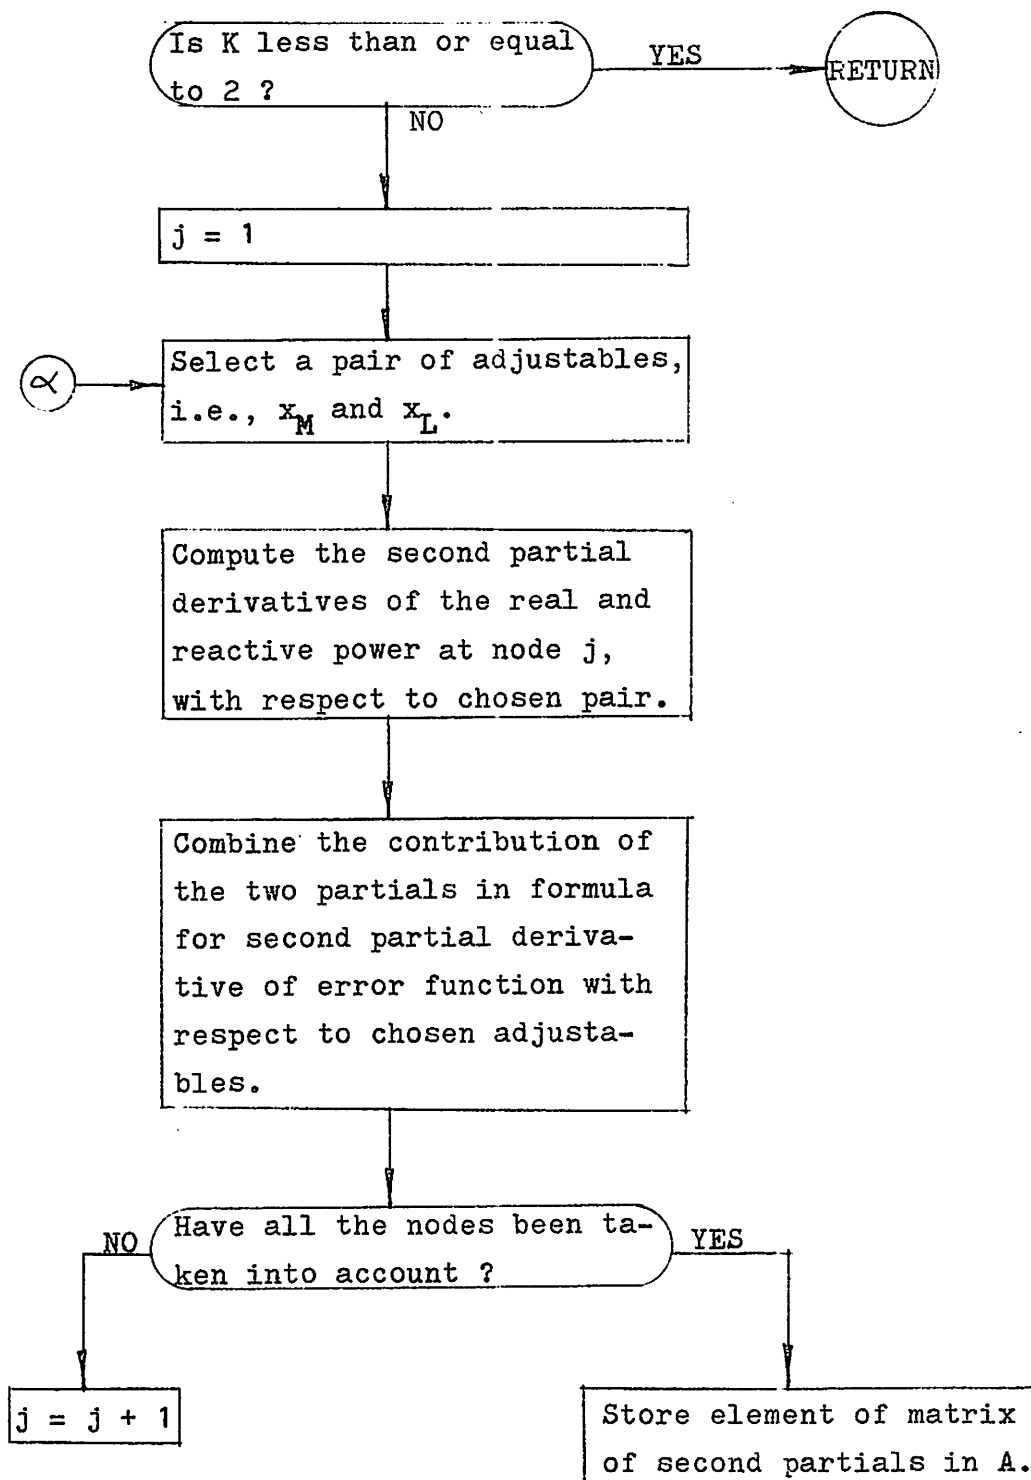 Is K less than or equal
to 2 ?
YES
RETURN
NO
j = 1
α
Select a pair of adjustables,
i.e., x_M and x_L.
Compute the second partial
derivatives of the real and
reactive power at node j,
with respect to chosen pair.
Combine the contribution of
the two partials in formula
for second partial deriva-
tive of error function with
respect to chosen adjusta-
bles.
Have all the nodes been ta-
ken into account ?
NO
YES
j = j + 1
Store element of matrix
of second partials in A.